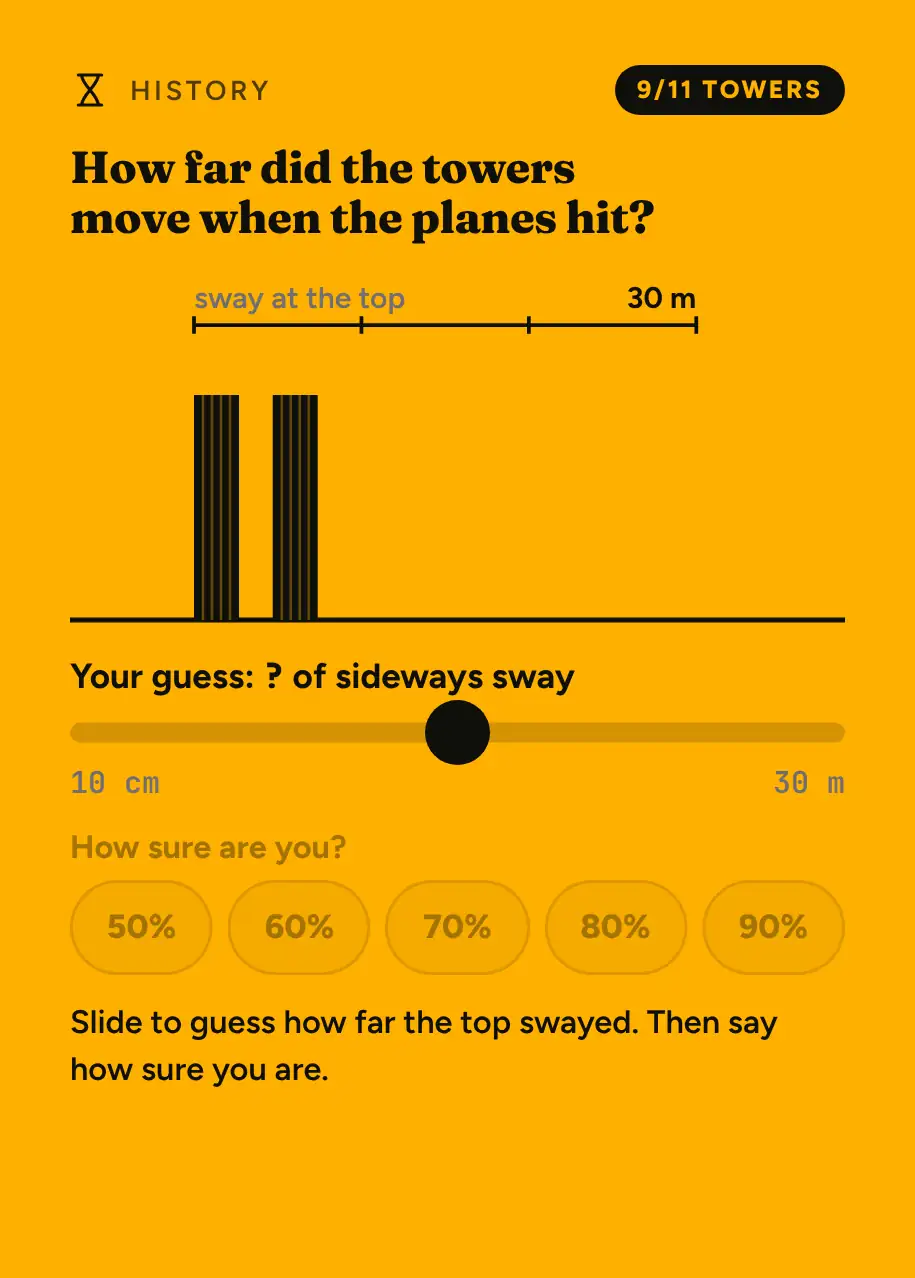 HISTORY
9/11 TOWERS
How far did the towers
move when the planes hit?
sway at the top
30 m
Your guess: ? of sideways sway
10 cm
30 m
How sure are you?
50%
60%
70%
80%
90%
Slide to guess how far the top swayed. Then say
how sure you are.